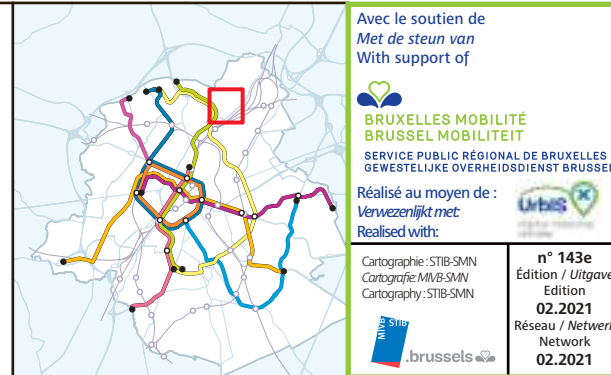 Avec le soutien de
Met de steun van
With support of
BRUXELLES MOBILITÉ
BRUSSEL MOBILITEIT
SERVICE PUBLIC RÉGIONAL DE BRUXELLES
GEWESTELIJKE OVERHEIDSDIENST BRUSSEL
Réalisé au moyen de :
Verwezenlijkt met:
Realised with:
UrbIS
Cartographie : STIB-SMN
Cartografie: MIVB-SMN
Cartography : STIB-SMN
MIVB STIB
.brussels
n° 143e
Édition / Uitgave
Edition
02.2021
Réseau / Netwerk
Network
02.2021